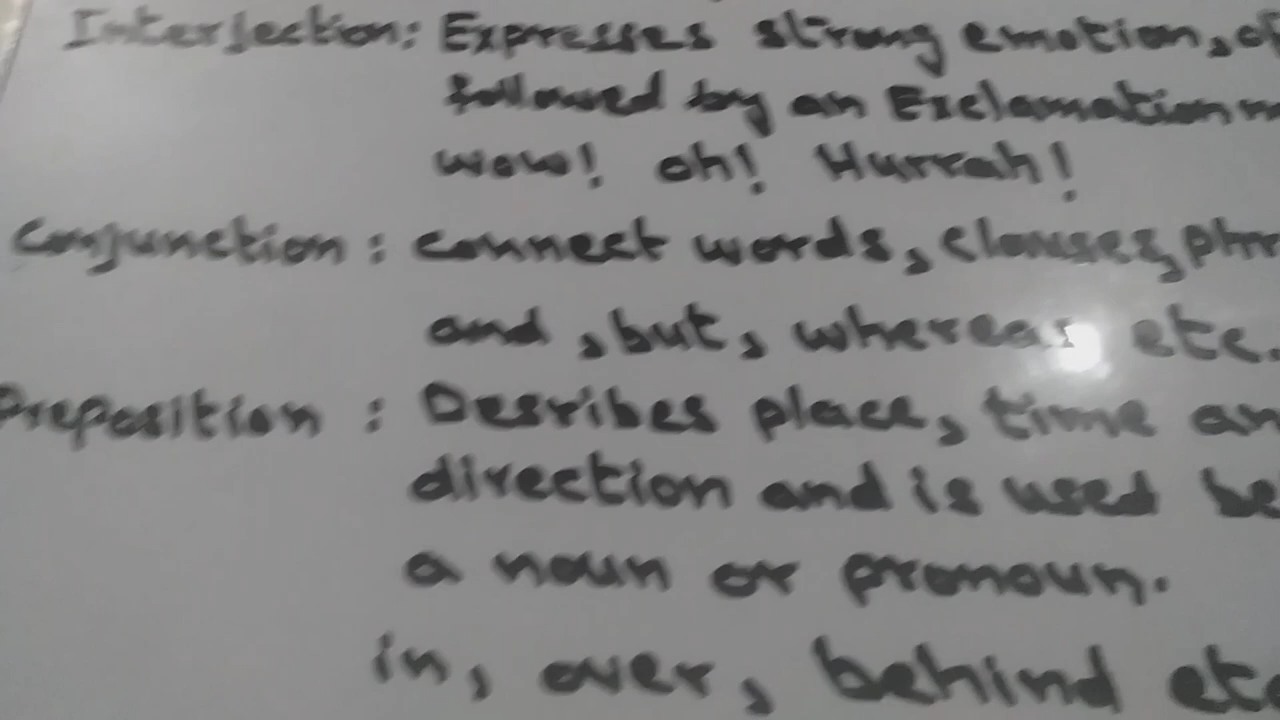 Interjection: Expresses strong emotion, of
followed by an Exclamation m
wow! oh! Hurrah!
Conjunction: connect words, clauses, phr
and, but, whereas etc.
Preposition: Desribes place, time an
direction and is used be
a noun or pronoun.
in, over, behind etc